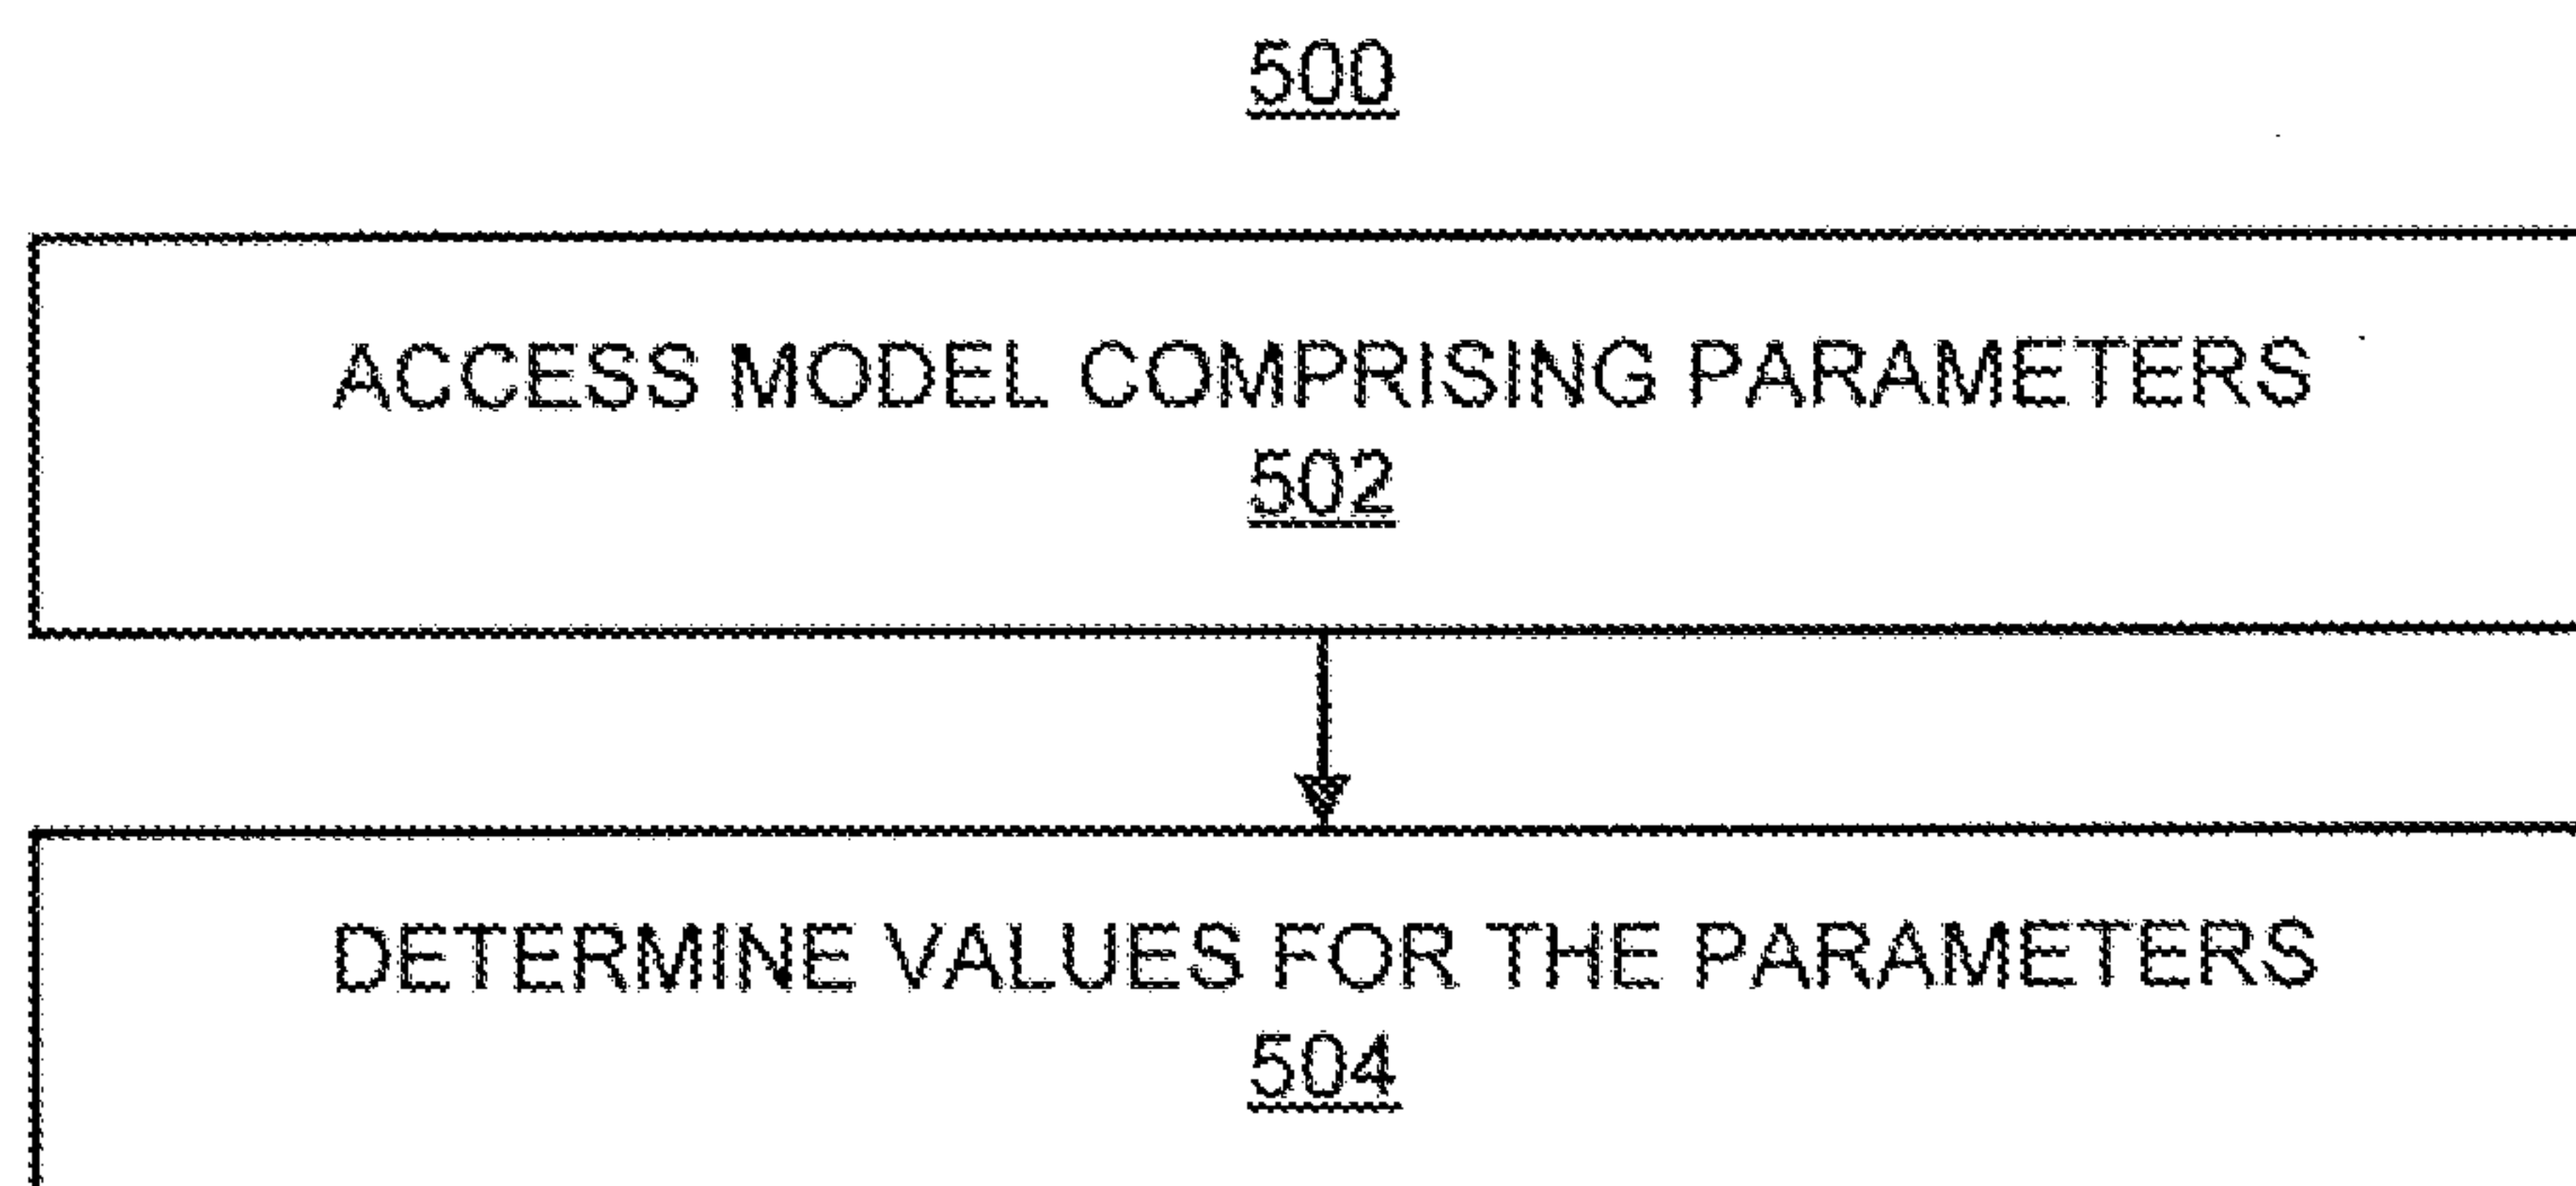 500
ACCESS MODEL COMPRISING PARAMETERS
502
DETERMINE VALUES FOR THE PARAMETERS
504